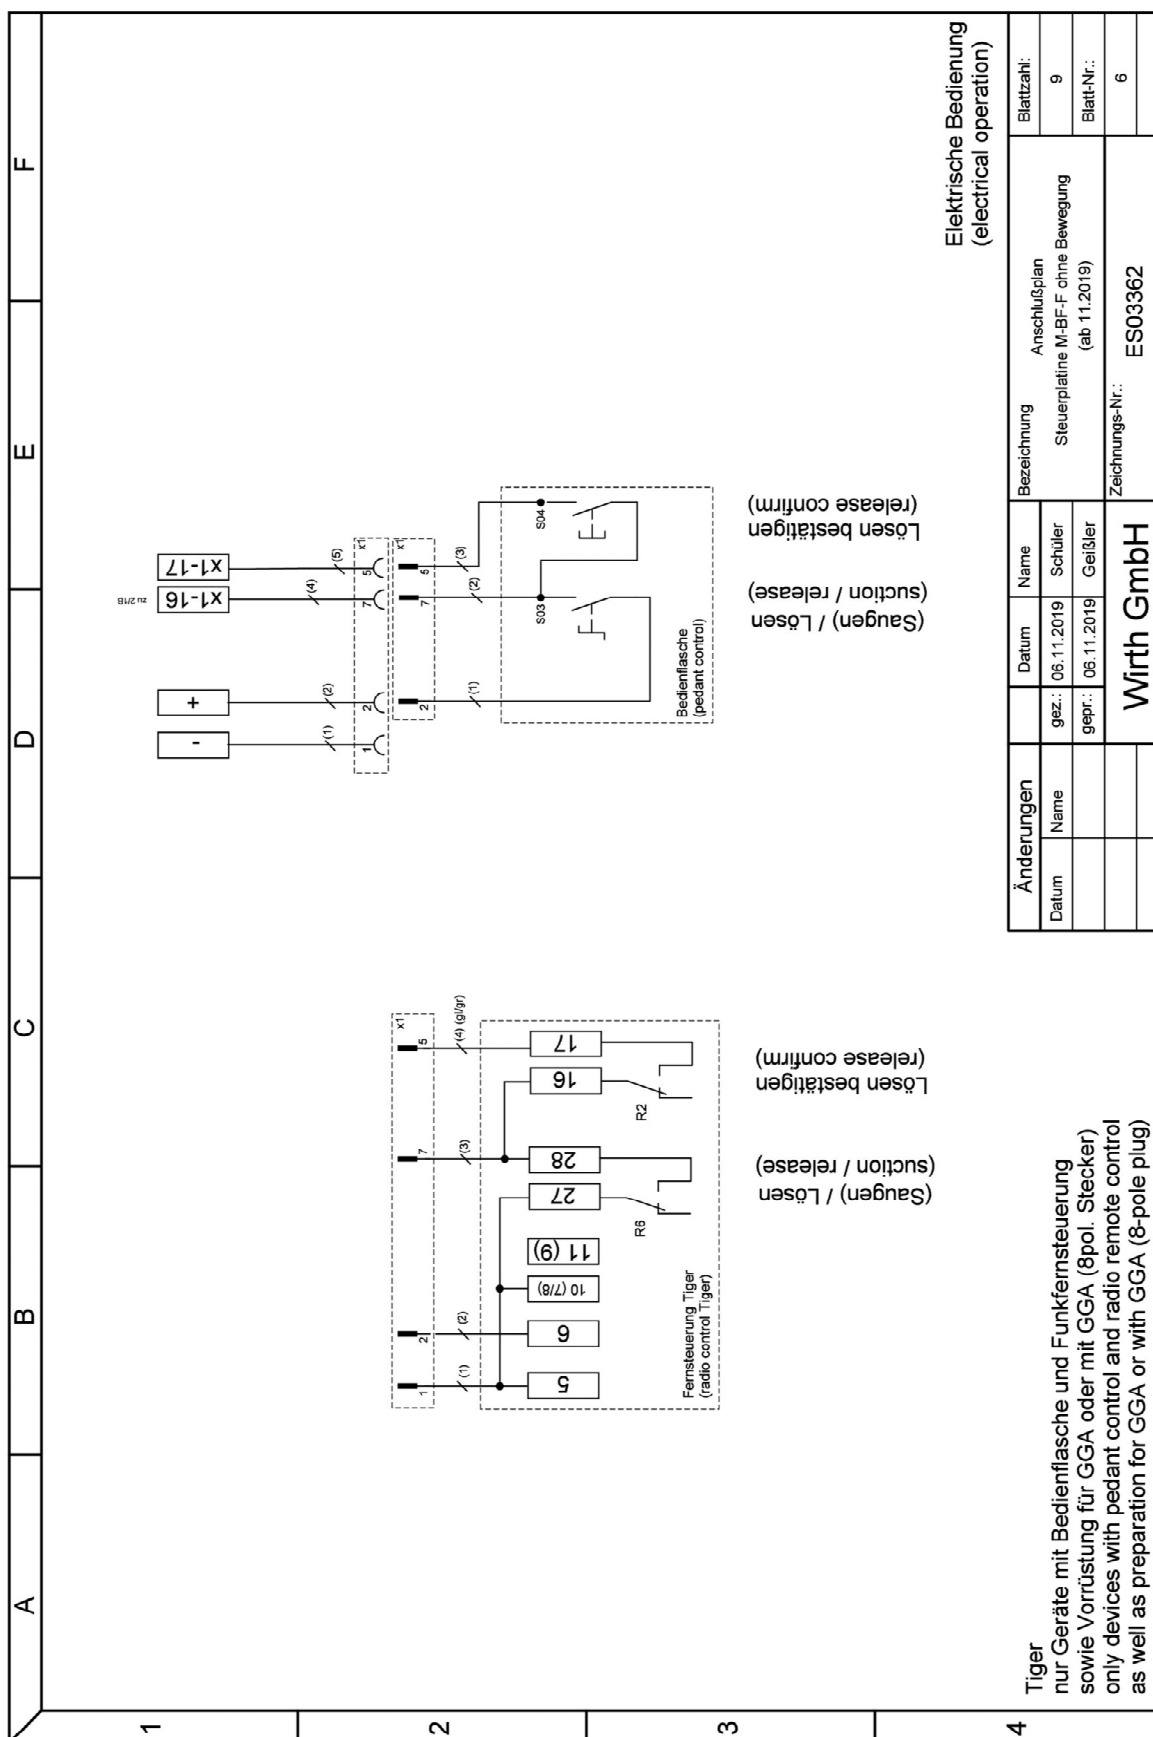 A
B
C
D
E
F
1
2
3
4
x1
1
2
7
5
(1)
(2)
(3)
(4) (gl/gr)
5
6
10 (7/8)
11 (9)
27
28
16
17
R6
R2
Fernsteuerung Tiger
(radio control Tiger)
(Saugen) / Lösen
(suction / release)
Lösen bestätigen
(release confirm)
-
+
x1-16
x1-17
zu 2/1B
(1)
(2)
(4)
(5)
1
2
7
5
x1
2
7
5
x1
(1)
(2)
(3)
S03
S04
Bedienflasche
(pedant control)
(Saugen) / Lösen
(suction / release)
Lösen bestätigen
(release confirm)
Elektrische Bedienung
(electrical operation)
Tiger
nur Geräte mit Bedienflasche und Funkfernsteuerung
sowie Vorrüstung für GGA oder mit GGA (8pol. Stecker)
only devices with pedant control and radio remote control
as well as preparation for GGA or with GGA (8-pole plug)
Änderungen
Datum Name
Datum Name
gez.: 06.11.2019 Schüler
gepr.: 06.11.2019 Geißler
Wirth GmbH
Bezeichnung
Anschlußplan
Steuerplatine M-BF-F ohne Bewegung
(ab 11.2019)
Zeichnungs-Nr.:
ES03362
Blattzahl:
9
Blatt-Nr.:
6